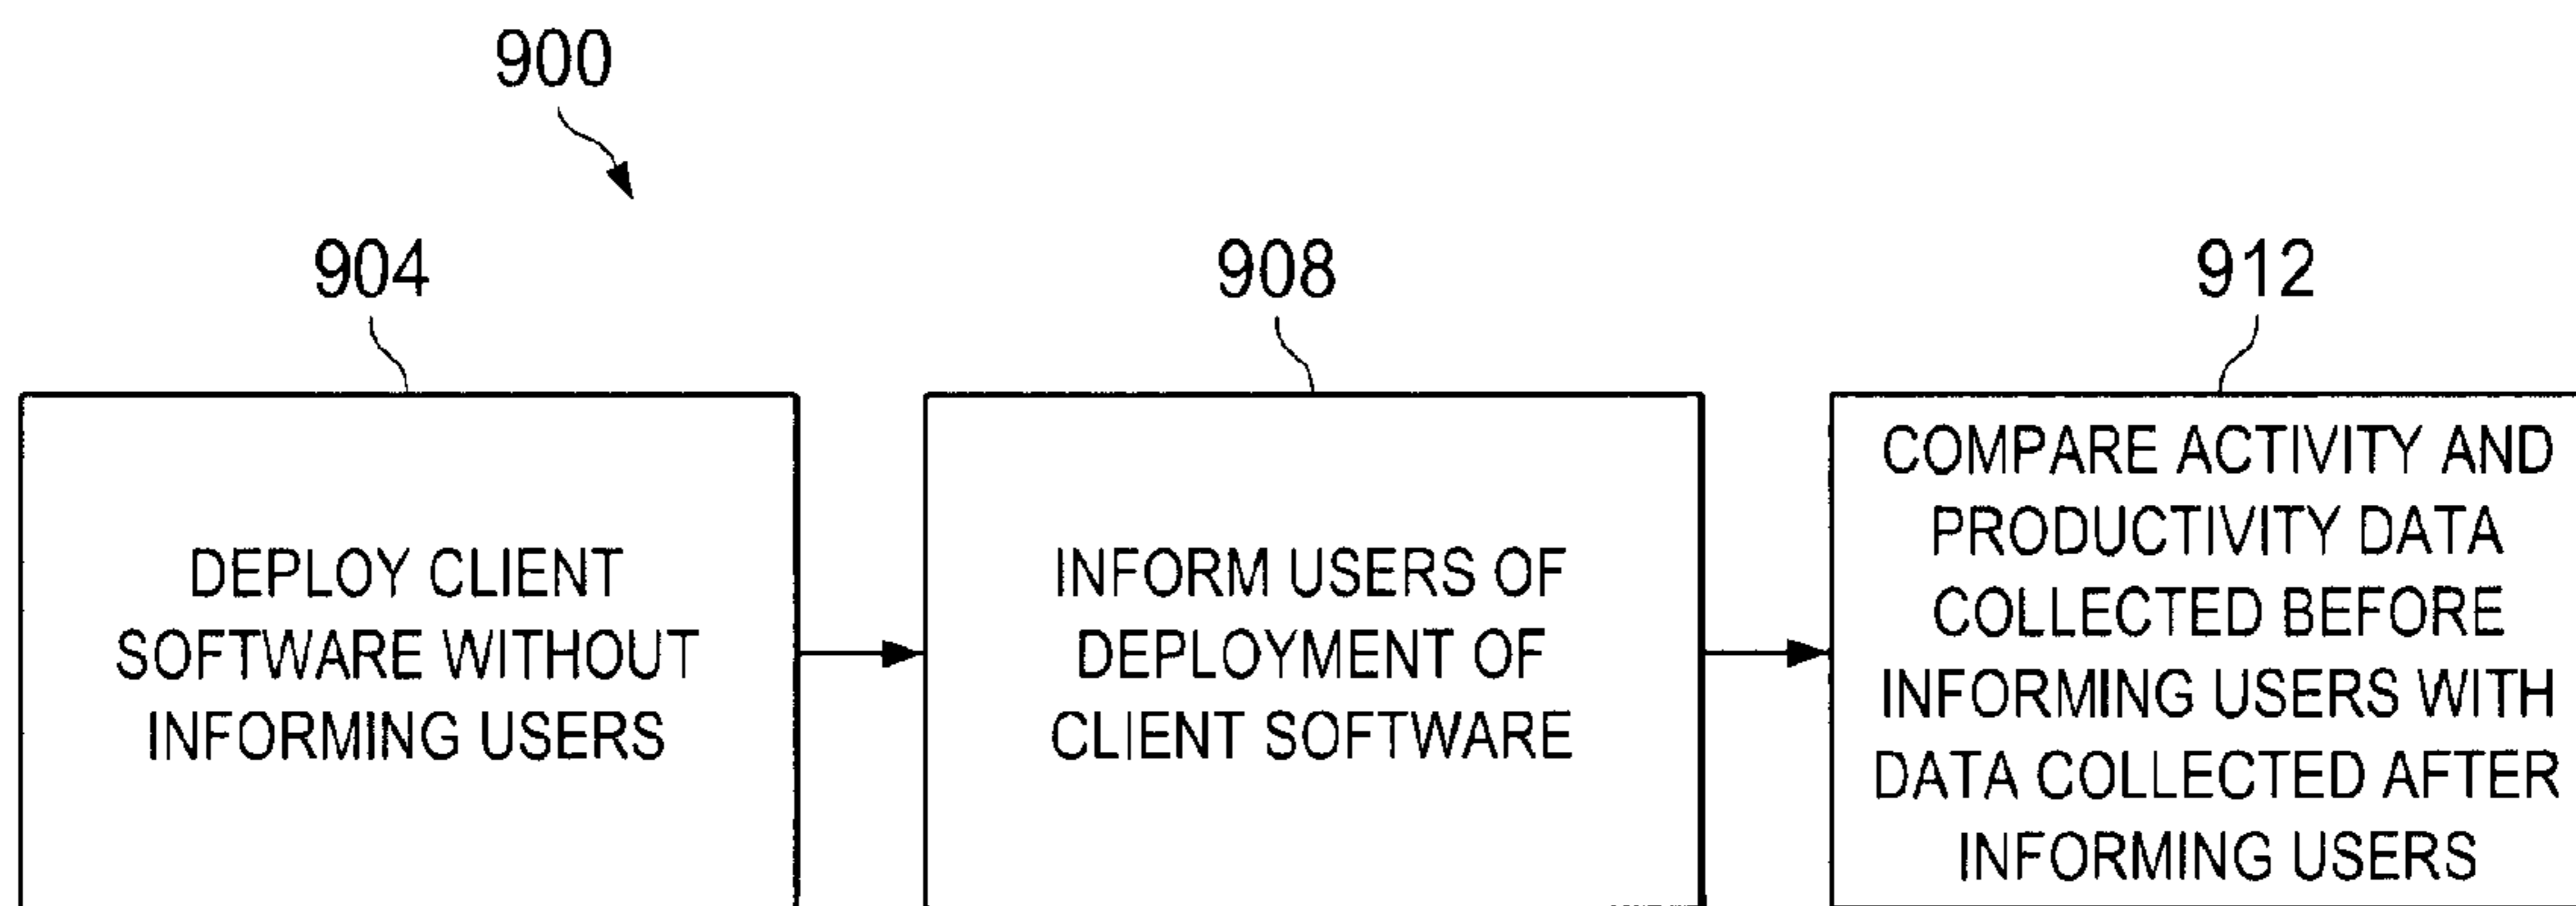 900
904
908
912
DEPLOY CLIENT
SOFTWARE WITHOUT
INFORMING USERS
INFORM USERS OF
DEPLOYMENT OF
CLIENT SOFTWARE
COMPARE ACTIVITY AND
PRODUCTIVITY DATA
COLLECTED BEFORE
INFORMING USERS WITH
DATA COLLECTED AFTER
INFORMING USERS